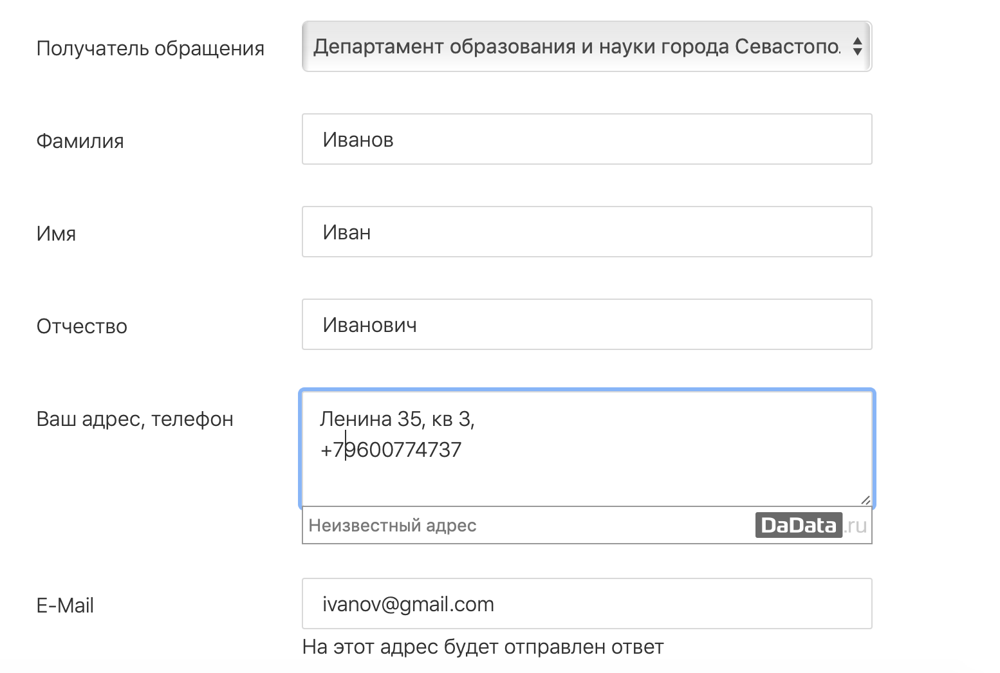 Получатель обращения
Департамент образования и науки города Севастопо.
Фамилия
Иванов
Имя
Иван
Отчество
Иванович
Ваш адрес, телефон
Ленина 35, кв 3,
+79600774737
Неизвестный адрес
DaData.ru
E-Mail
ivanov@gmail.com
На этот адрес будет отправлен ответ